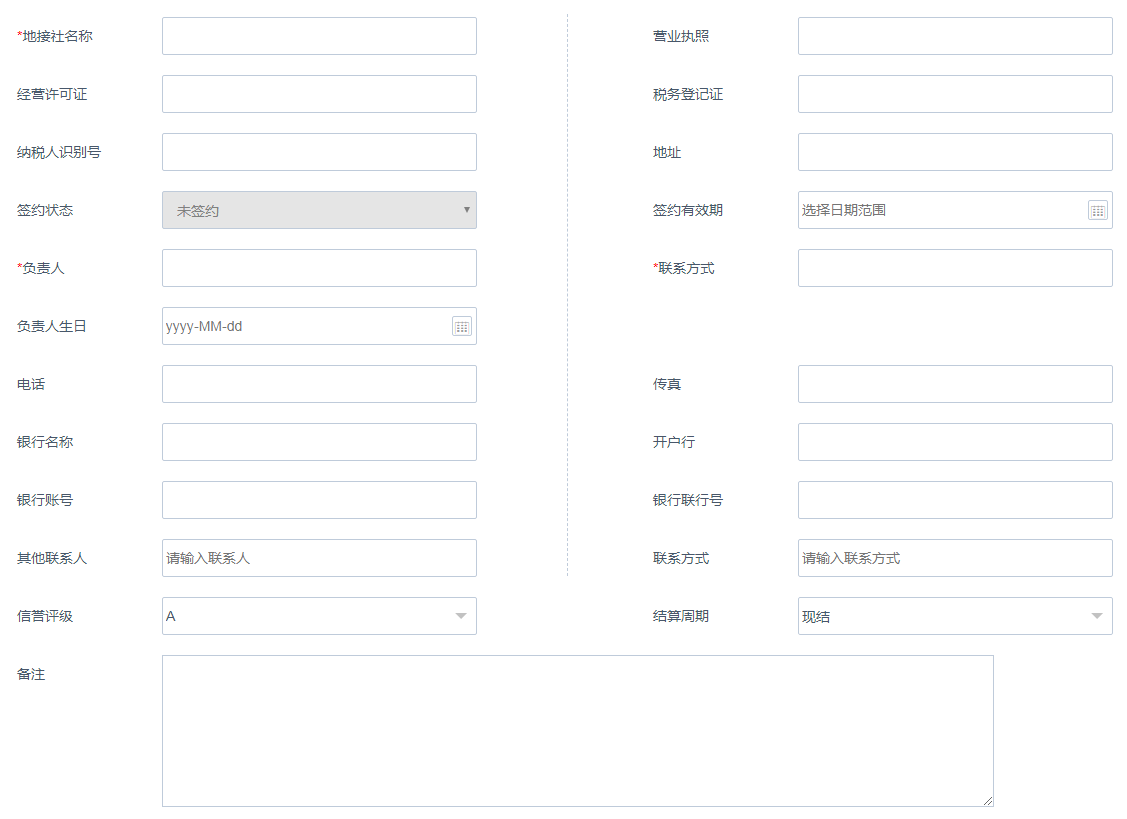 *地接社名称
营业执照
经营许可证
税务登记证
纳税人识别号
地址
签约状态
未签约
签约有效期
选择日期范围
*负责人
*联系方式
负责人生日
yyyy-MM-dd
电话
传真
银行名称
开户行
银行账号
银行联行号
其他联系人
请输入联系人
联系方式
请输入联系方式
信誉评级
A
结算周期
现结
备注